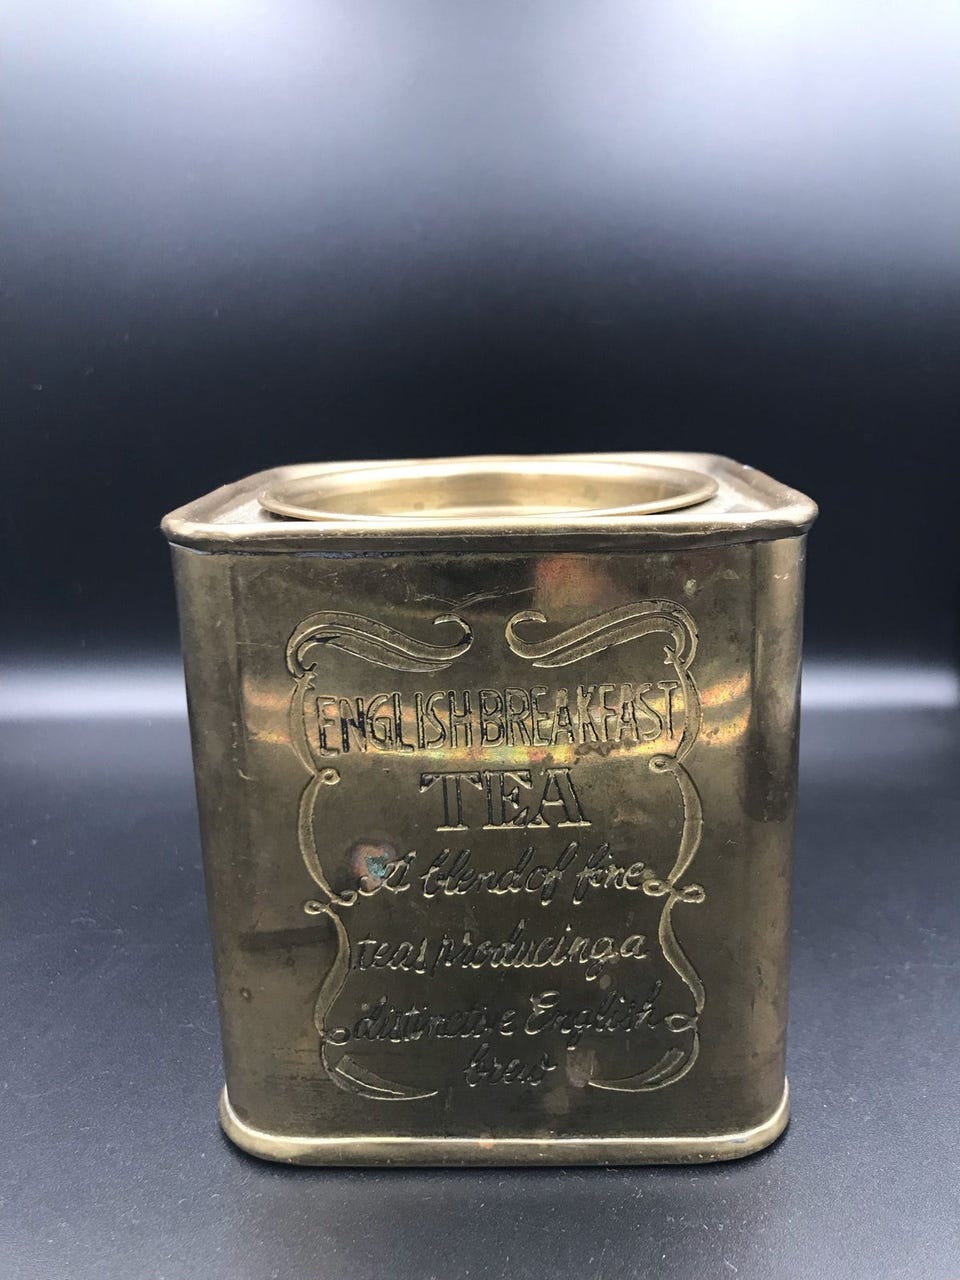 ENGLISH BREAKFAST
TEA
A blend of fine
teas producing a
distinctive English
brew